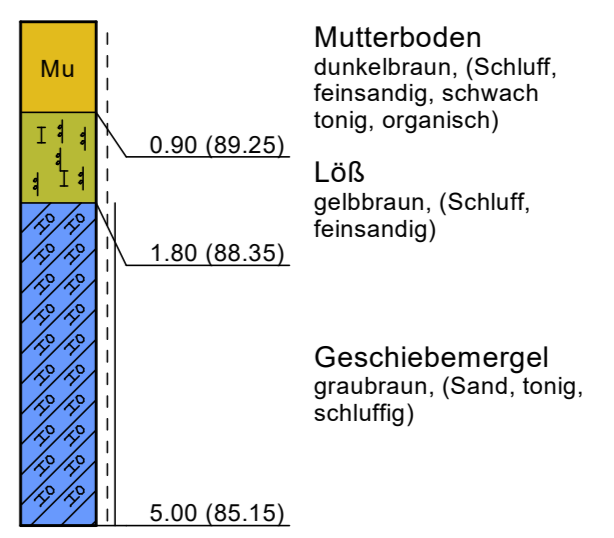 Mu
Mutterboden
dunkelbraun, (Schluff,
feinsandig, schwach
tonig, organisch)
0.90 (89.25)
Löß
gelbbraun, (Schluff,
feinsandig)
1.80 (88.35)
Geschiebemergel
graubraun, (Sand, tonig,
schluffig)
5.00 (85.15)